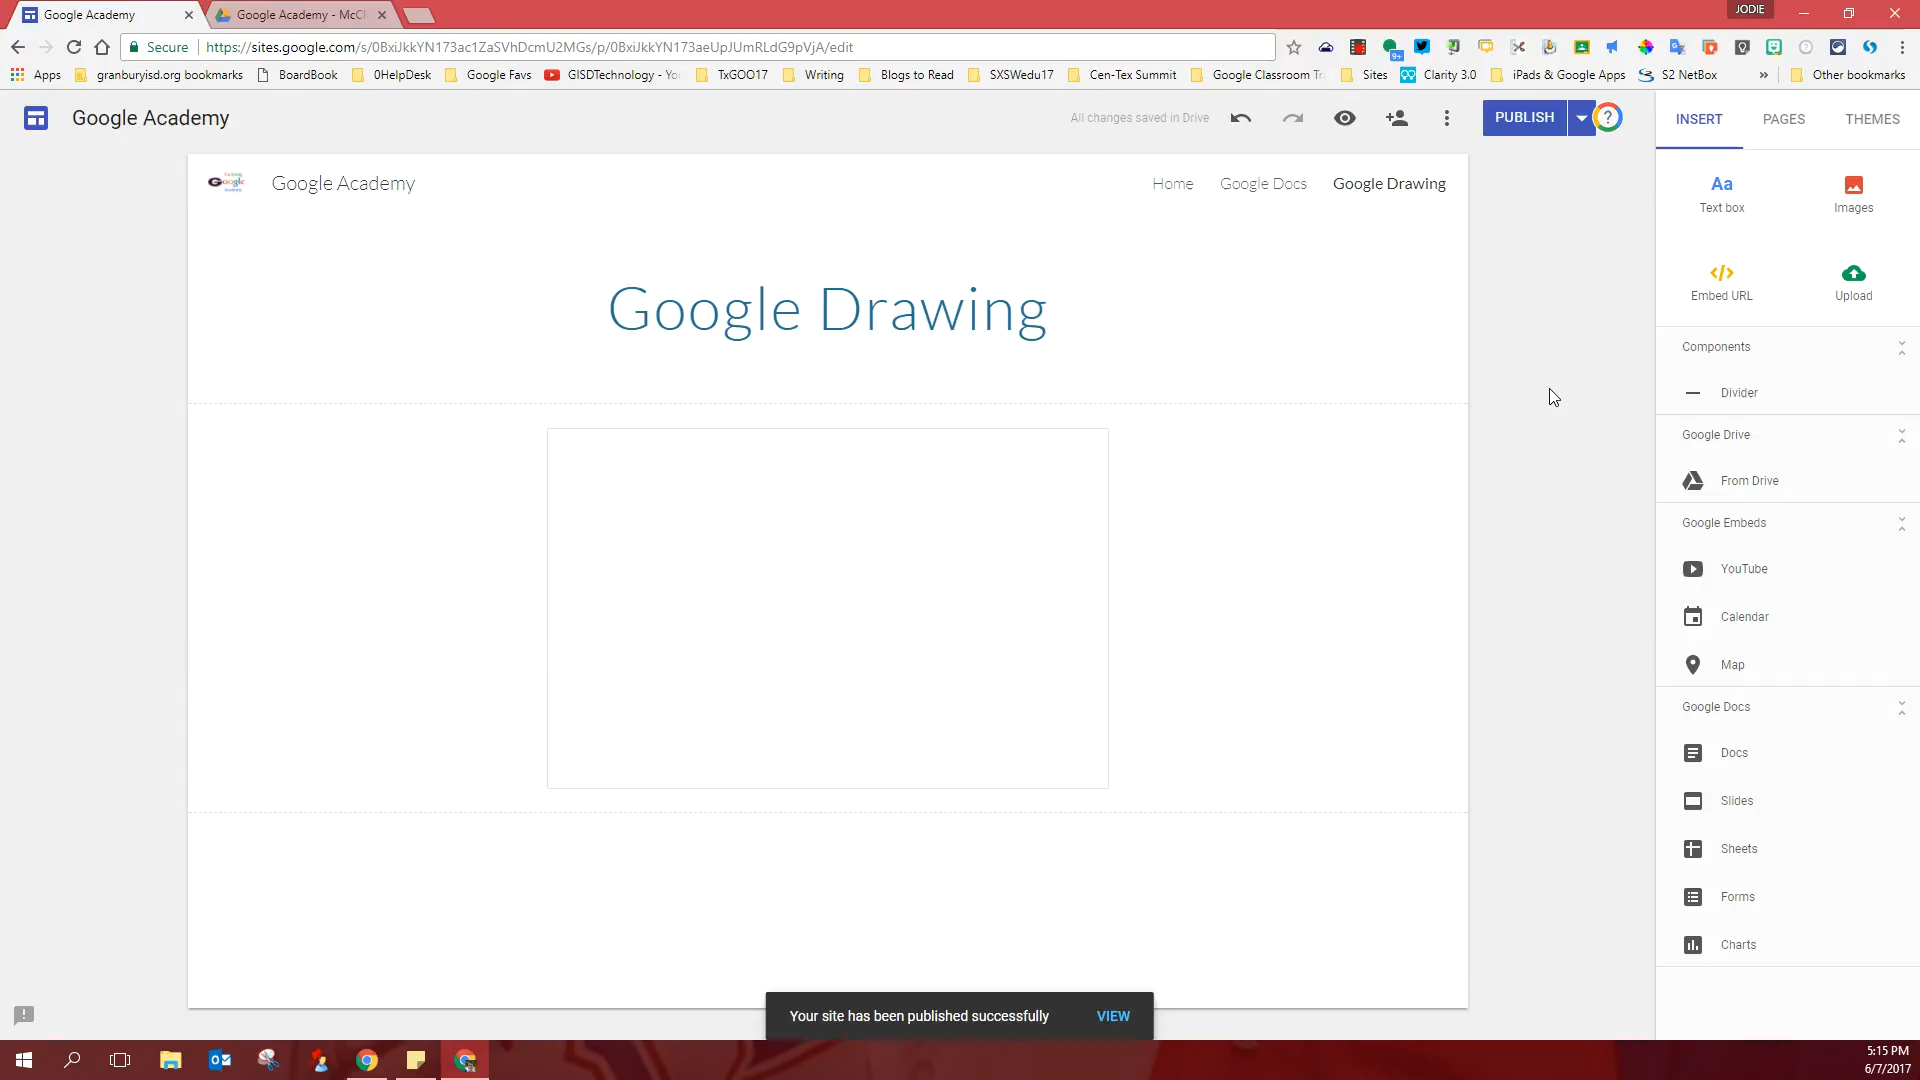 Google Academy
Google Academy - McCl
JODIE
Secure
https://sites.google.com/s/0BxiJkkYN173ac1ZaSVhDcmU2MGs/p/0BxiJkkYN173aeUpJUmRLdG9pVjA/edit
9+
Apps granburyisd.org bookmarks BoardBook 0HelpDesk Google Favs GISDTechnology - Yo TxGOO17 Writing Blogs to Read SXSWedu17 Cen-Tex Summit Google Classroom Tr Sites Clarity 3.0 iPads & Google Apps S2 NetBox » Other bookmarks
Google Academy
All changes saved in Drive
PUBLISH
?
INSERT PAGES THEMES
Google
Google Academy
Home Google Docs Google Drawing
Google Drawing
Aa
Text box
Images
Embed URL
Upload
Components
Divider
Google Drive
From Drive
Google Embeds
YouTube
Calendar
Map
Google Docs
Docs
Slides
Sheets
Forms
Charts
Your site has been published successfully VIEW
5:15 PM
6/7/2017